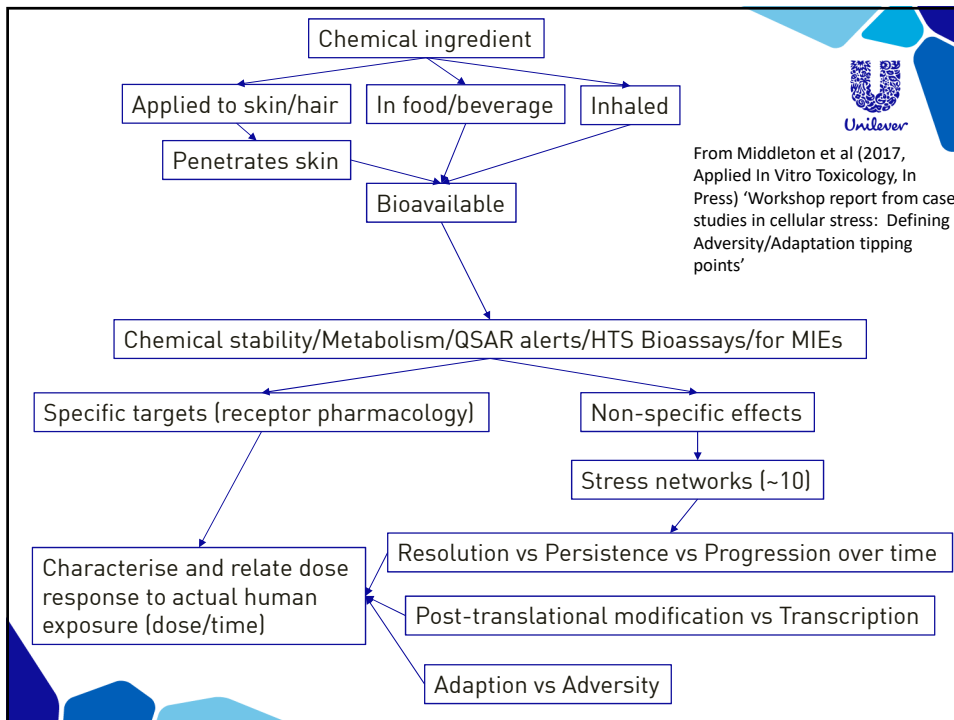 Chemical ingredient
Applied to skin/hair
In food/beverage
Inhaled
Unilever
Penetrates skin
From Middleton et al (2017,
Applied In Vitro Toxicology, In
Press) ‘Workshop report from case
studies in cellular stress: Defining
Adversity/Adaptation tipping
points’
Bioavailable
Chemical stability/Metabolism/QSAR alerts/HTS Bioassays/for MIEs
Specific targets (receptor pharmacology)
Non-specific effects
Stress networks (~10)
Resolution vs Persistence vs Progression over time
Characterise and relate dose
response to actual human
exposure (dose/time)
Post-translational modification vs Transcription
Adaption vs Adversity